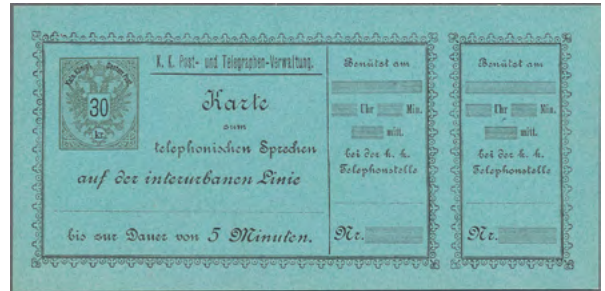 K. K. Post- und Telegraphen-Verwaltung.
30
kr.
Karte
zum
telephonischen Sprechen
auf der interurbanen Linie
bis zur Dauer von 5 Minuten.
Benützt am
Uhr Min.
mitt.
bei der k. k.
Telephonstelle
Nr.
Benützt am
Uhr Min.
mitt.
bei der k. k.
Telephonstelle
Nr.